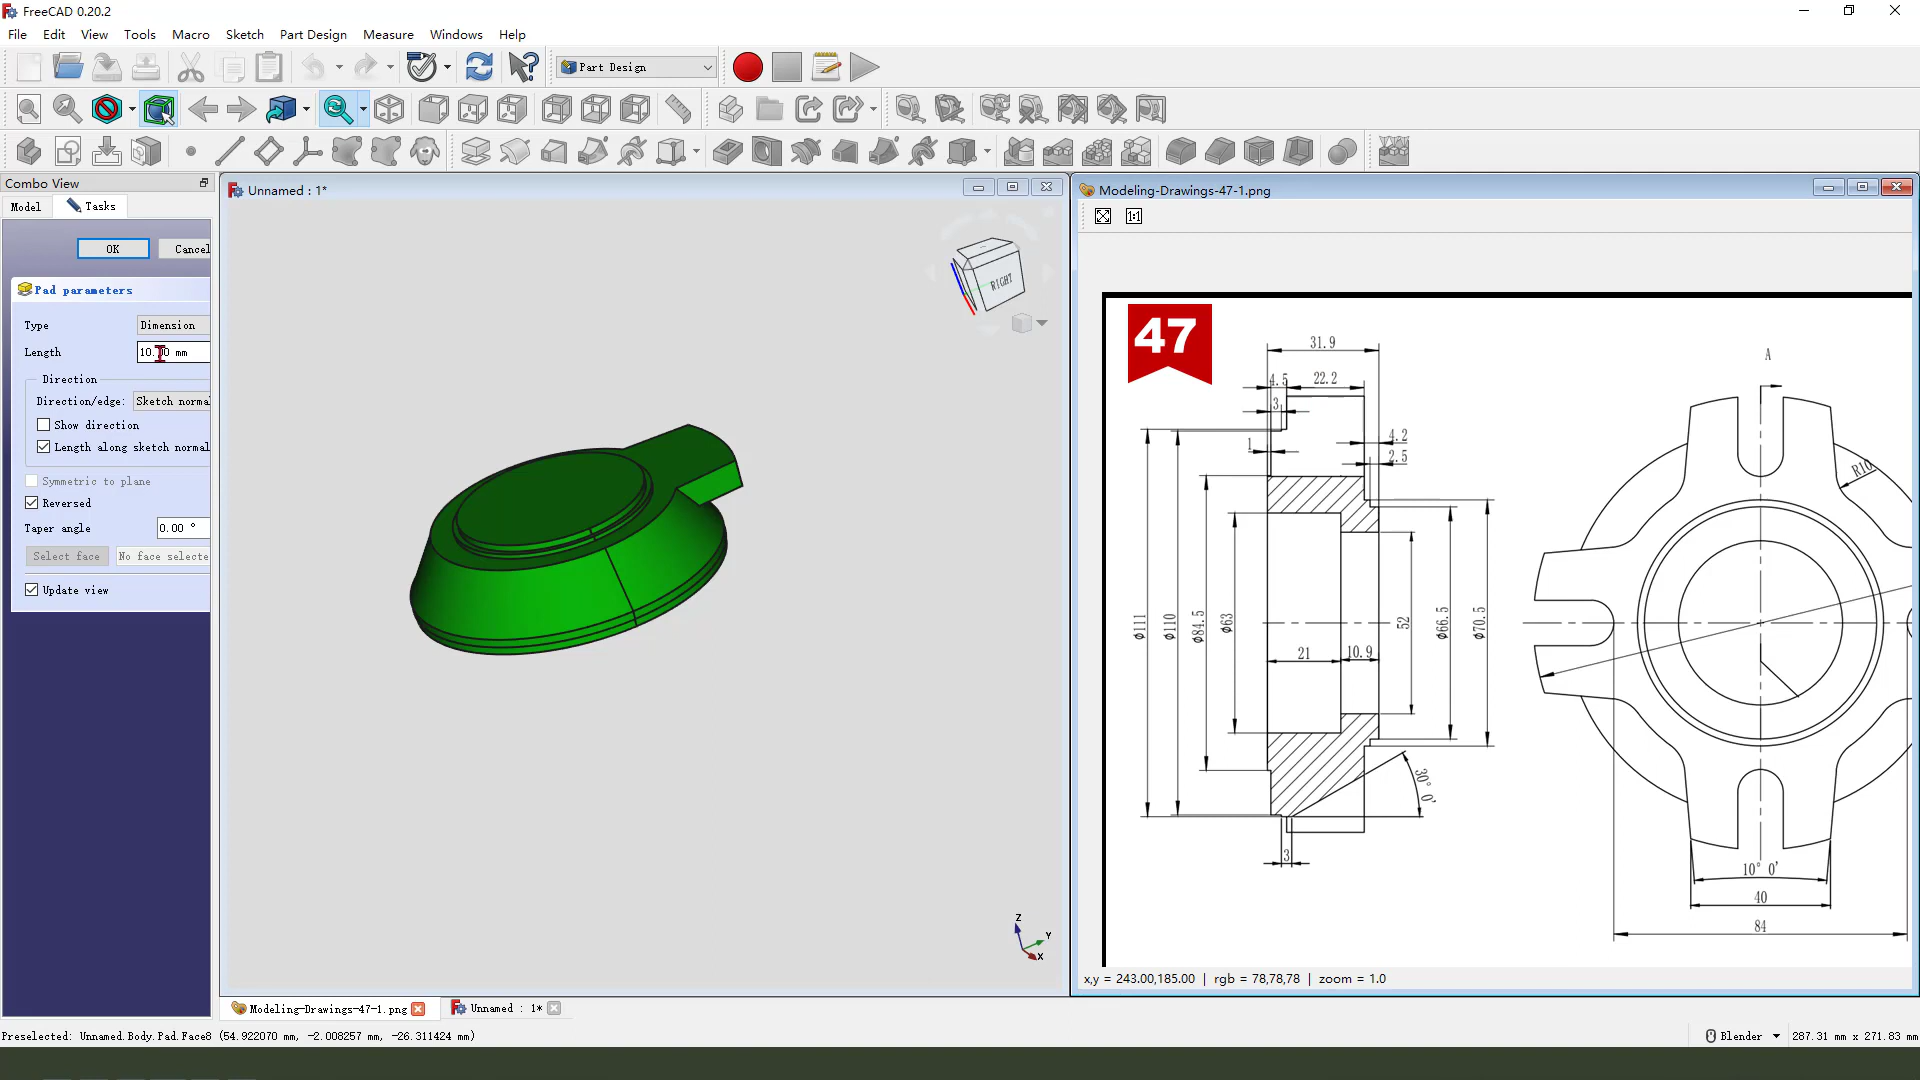 FreeCAD 0.20.2
File Edit View Tools Macro Sketch Part Design Measure Windows Help
Part Design
Combo View
Model Tasks
OK Cancel
Pad parameters
Type Dimension
Length 10.00 mm
Direction
Direction/edge: Sketch norma
Show direction
Length along sketch normal
Symmetric to plane
Reversed
Taper angle 0.00 °
Select face No face selecte
Update view
Unnamed : 1*
RIGHT
Z
Y
X
Modeling-Drawings-47-1.png
1:1
47
31.9
4.5 22.2
3
1
4.2
2.5
A
R10
ϕ111
ϕ110
ϕ84.5
ϕ63
52
ϕ66.5
ϕ70.5
21 10.9
30° 0'
3
10° 0'
40
84
x,y = 243.00,185.00 | rgb = 78,78,78 | zoom = 1.0
Modeling-Drawings-47-1.png Unnamed : 1*
Preselected: Unnamed.Body.Pad.Face8 (54.922070 mm, -2.008257 mm, -26.311424 mm)
Blender 287.31 mm x 271.83 mm